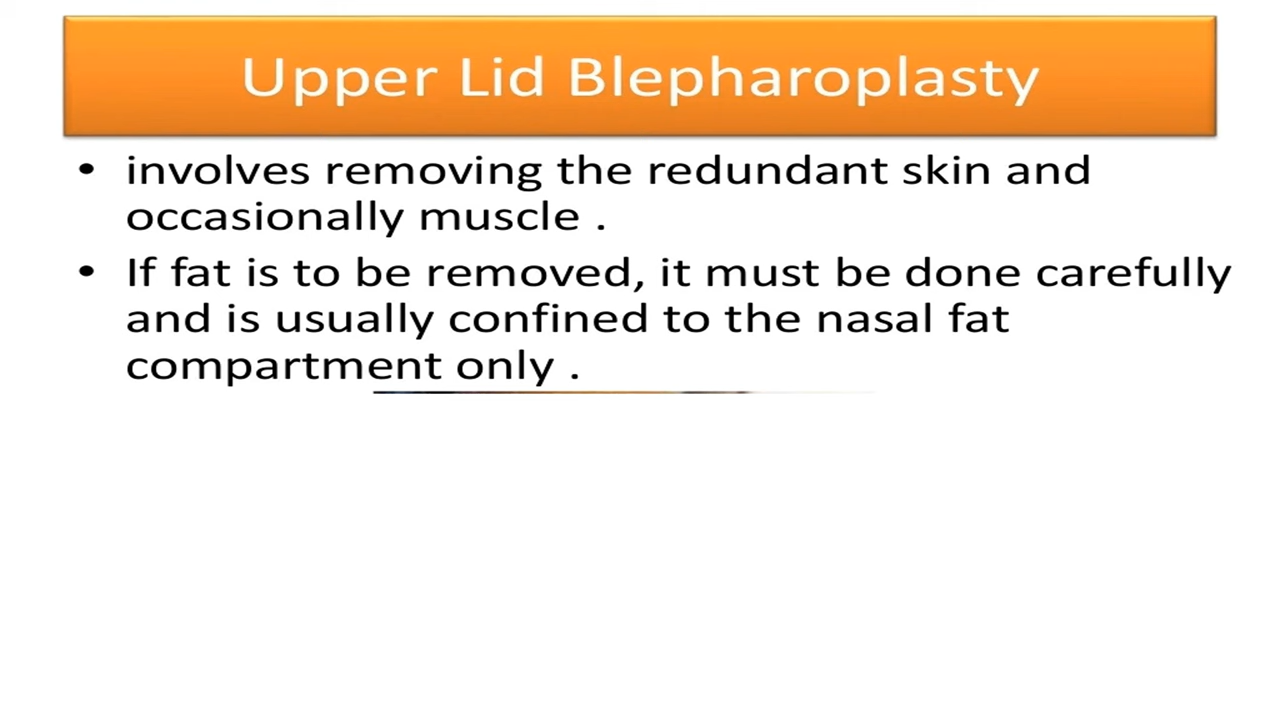 Upper Lid Blepharoplasty
• involves removing the redundant skin and
occasionally muscle .
• If fat is to be removed, it must be done carefully
and is usually confined to the nasal fat
compartment only .